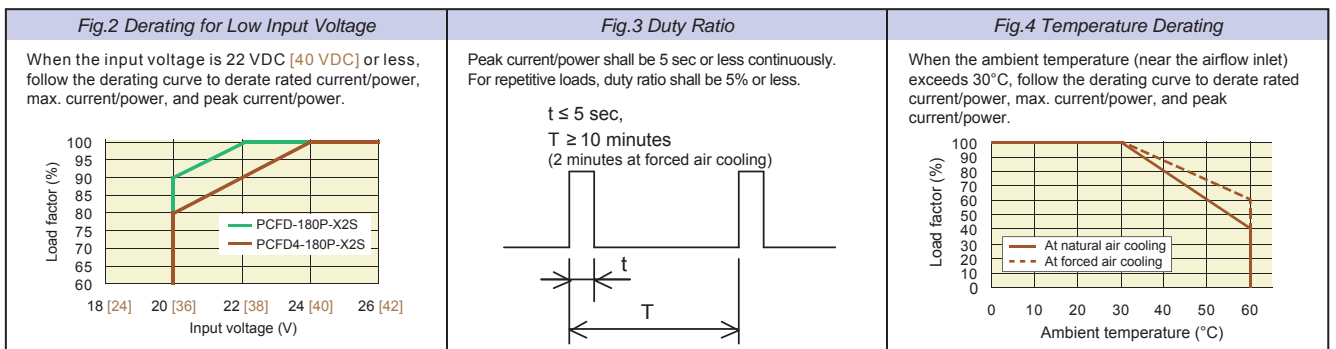 Fig.2 Derating for Low Input Voltage
When the input voltage is 22 VDC [40 VDC] or less,
follow the derating curve to derate rated current/power,
max. current/power, and peak current/power.
Load factor (%)
100
95
90
85
80
75
70
65
60
PCFD-180P-X2S
PCFD4-180P-X2S
18 [24] 20 [36] 22 [38] 24 [40] 26 [42]
Input voltage (V)
Fig.3 Duty Ratio
Peak current/power shall be 5 sec or less continuously.
For repetitive loads, duty ratio shall be 5% or less.
t ≤ 5 sec,
T ≥ 10 minutes
(2 minutes at forced air cooling)
t
T
Fig.4 Temperature Derating
When the ambient temperature (near the airflow inlet)
exceeds 30°C, follow the derating curve to derate rated
current/power, max. current/power, and peak
current/power.
Load factor (%)
100
90
80
70
60
50
40
30
20
10
0
At natural air cooling
At forced air cooling
0 10 20 30 40 50 60
Ambient temperature (°C)